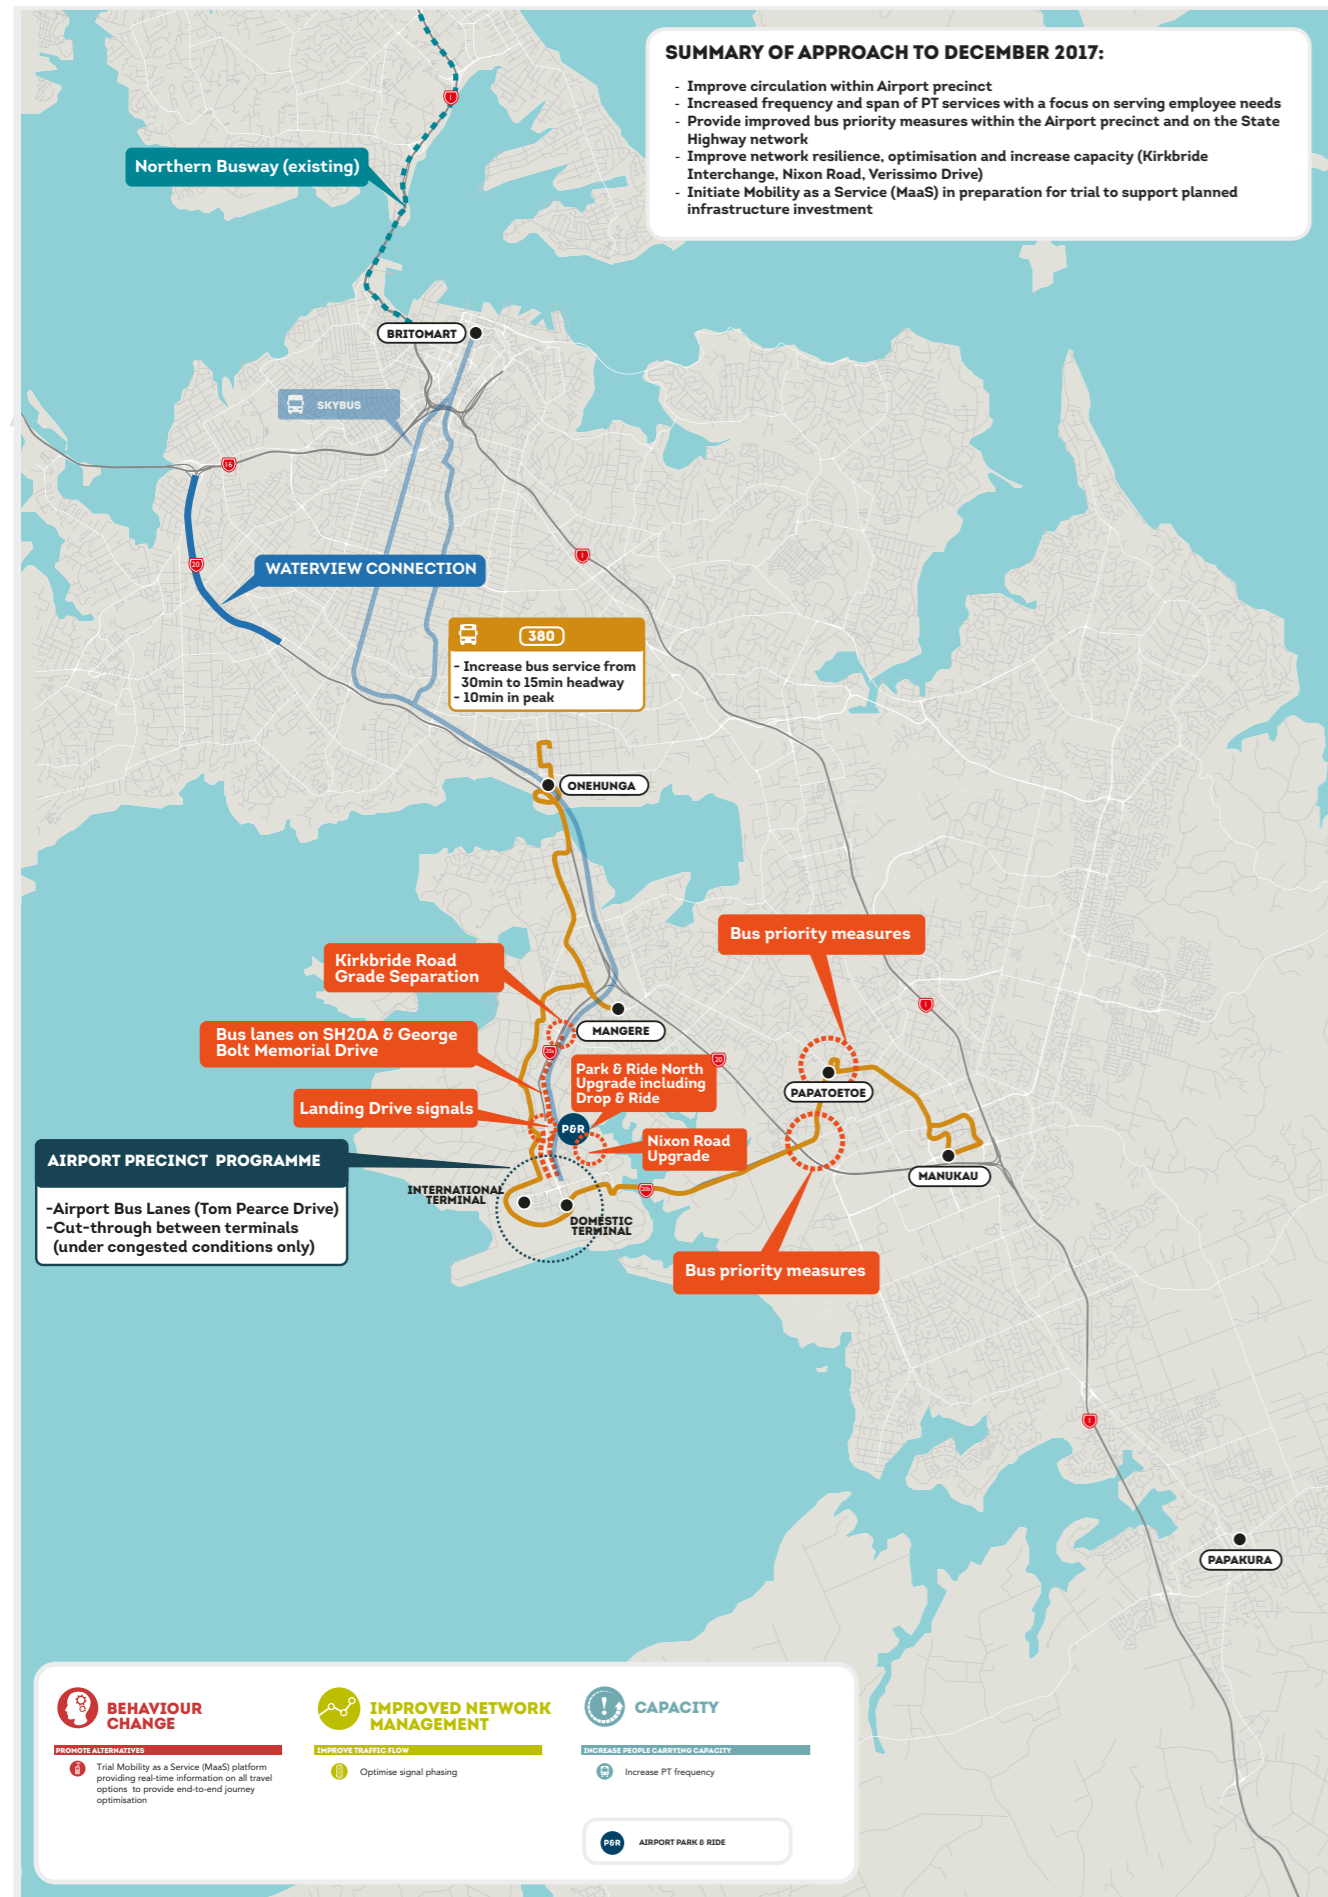 SUMMARY OF APPROACH TO DECEMBER 2017:
- Improve circulation within Airport precinct
- Increased frequency and span of PT services with a focus on serving employee needs
- Provide improved bus priority measures within the Airport precinct and on the State
Highway network
- Improve network resilience, optimisation and increase capacity (Kirkbride
Interchange, Nixon Road, Verissimo Drive)
- Initiate Mobility as a Service (MaaS) in preparation for trial to support planned
infrastructure investment
1
Northern Busway (existing)
BRITOMART
SKYBUS
16
20
1
WATERVIEW CONNECTION
380
- Increase bus service from
30min to 15min headway
- 10min in peak
ONEHUNGA
Bus priority measures
Kirkbride Road
Grade Separation
1
MANGERE
Bus lanes on SH20A & George
Bolt Memorial Drive
20A
20
Park & Ride North
Upgrade including
Drop & Ride
PAPATOETOE
Landing Drive signals
P&R
Nixon Road
Upgrade
AIRPORT PRECINCT PROGRAMME
-Airport Bus Lanes (Tom Pearce Drive)
-Cut-through between terminals
(under congested conditions only)
MANUKAU
INTERNATIONAL
TERMINAL
20B
DOMESTIC
TERMINAL
Bus priority measures
1
PAPAKURA
BEHAVIOUR
CHANGE
PROMOTE ALTERNATIVES
Trial Mobility as a Service (MaaS) platform
providing real-time information on all travel
options to provide end-to-end journey
optimisation
IMPROVED NETWORK
MANAGEMENT
IMPROVE TRAFFIC FLOW
Optimise signal phasing
CAPACITY
INCREASE PEOPLE CARRYING CAPACITY
Increase PT frequency
P&R
AIRPORT PARK & RIDE